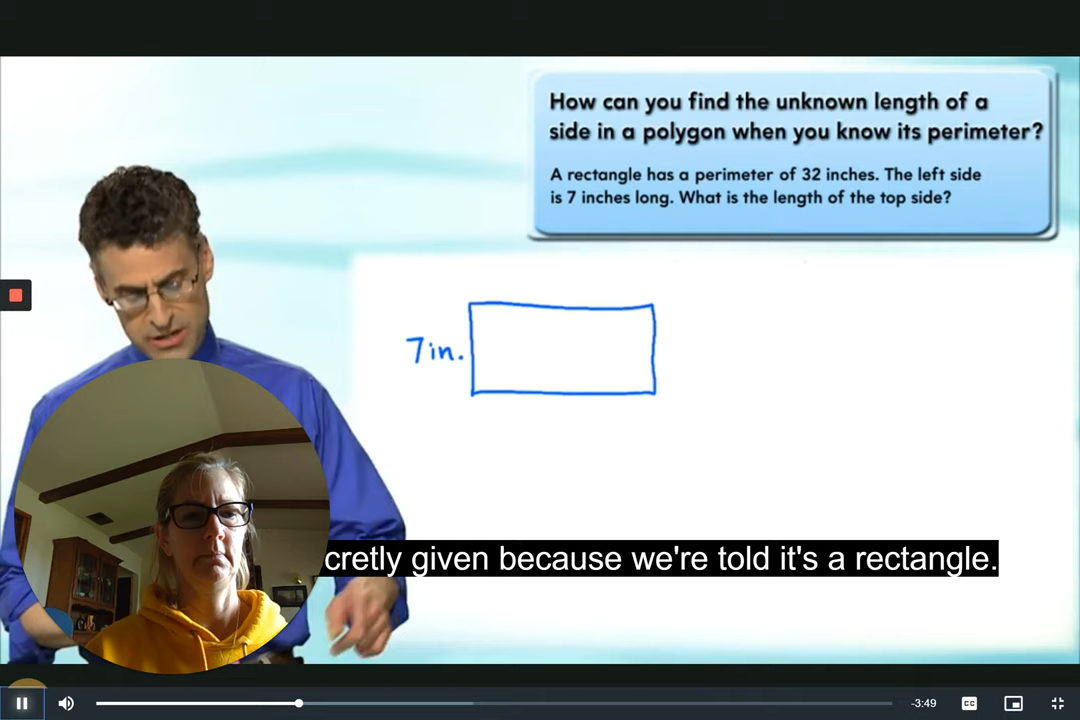 How can you find the unknown length of a
side in a polygon when you know its perimeter?
A rectangle has a perimeter of 32 inches. The left side
is 7 inches long. What is the length of the top side?
7in.
cretly given because we're told it's a rectangle.
-3:49
CC